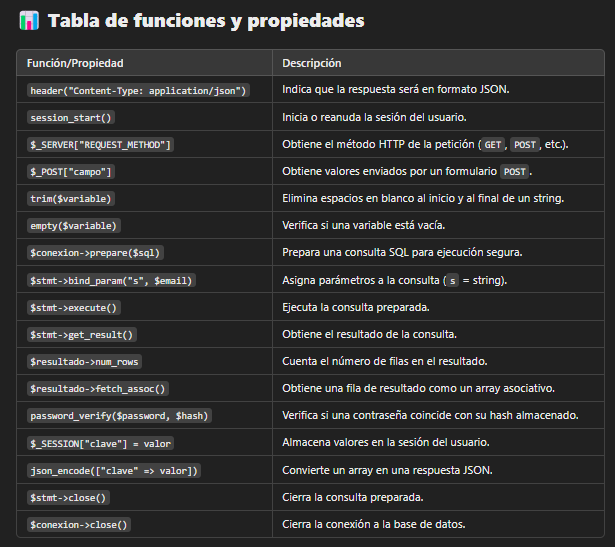 Tabla de funciones y propiedades
Función/Propiedad Descripción
header("Content-Type: application/json") Indica que la respuesta será en formato JSON.
session_start() Inicia o reanuda la sesión del usuario.
$_SERVER["REQUEST_METHOD"] Obtiene el método HTTP de la petición (GET, POST, etc.).
$_POST["campo"] Obtiene valores enviados por un formulario POST.
trim($variable) Elimina espacios en blanco al inicio y al final de un string.
empty($variable) Verifica si una variable está vacía.
$conexion->prepare($sql) Prepara una consulta SQL para ejecución segura.
$stmt->bind_param("s", $email) Asigna parámetros a la consulta (s = string).
$stmt->execute() Ejecuta la consulta preparada.
$stmt->get_result() Obtiene el resultado de la consulta.
$resultado->num_rows Cuenta el número de filas en el resultado.
$resultado->fetch_assoc() Obtiene una fila de resultado como un array asociativo.
password_verify($password, $hash) Verifica si una contraseña coincide con su hash almacenado.
$_SESSION["clave"] = valor Almacena valores en la sesión del usuario.
json_encode(["clave" => valor]) Convierte un array en una respuesta JSON.
$stmt->close() Cierra la consulta preparada.
$conexion->close() Cierra la conexión a la base de datos.